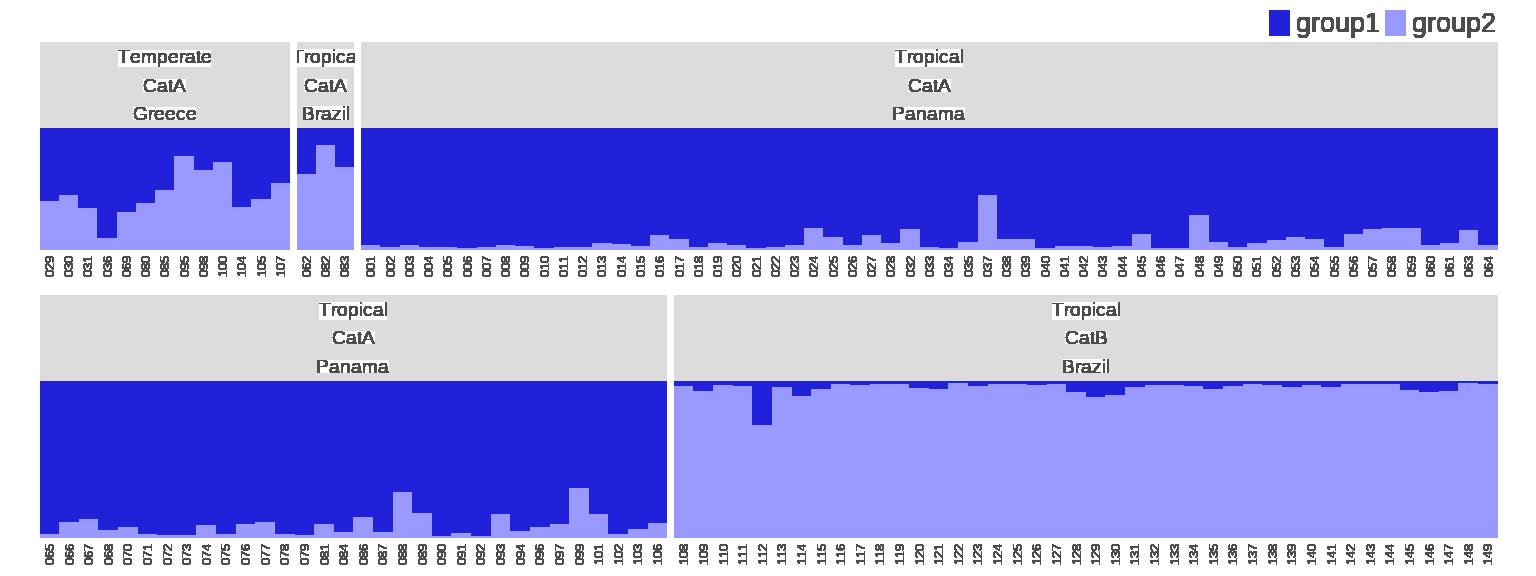 group1 group2
Temperate Tropica Tropical
CatA CatA CatA
Greece Brazil Panama
029 030 031 036 069 080 085 095 098 100 104 105 107 062 082 083 001 002 003 004 005 006 007 008 009 010 011 012 013 014 015 016 017 018 019 020 021 022 023 024 025 026 027 028 032 033 034 035 037 038 039 040 041 042 043 044 045 046 047 048 049 050 051 052 053 054 055 056 057 058 059 060 061 063 064
Tropical Tropical
CatA CatB
Panama Brazil
065 066 067 068 070 071 072 073 074 075 076 077 078 079 081 084 086 087 088 089 090 091 092 093 094 096 097 099 101 102 103 106 108 109 110 111 112 113 114 115 116 117 118 119 120 121 122 123 124 125 126 127 128 129 130 131 132 133 134 135 136 137 138 139 140 141 142 143 144 145 146 147 148 149